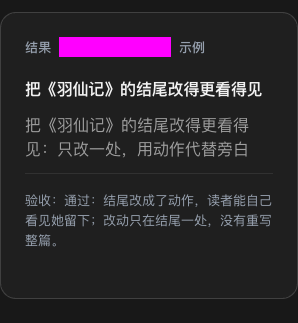 结果 示例
把《羽仙记》的结尾改得更看得见
把《羽仙记》的结尾改得更看得
见：只改一处，用动作代替旁白
验收：通过：结尾改成了动作，读者能自己
看见她留下；改动只在结尾一处，没有重写
整篇。